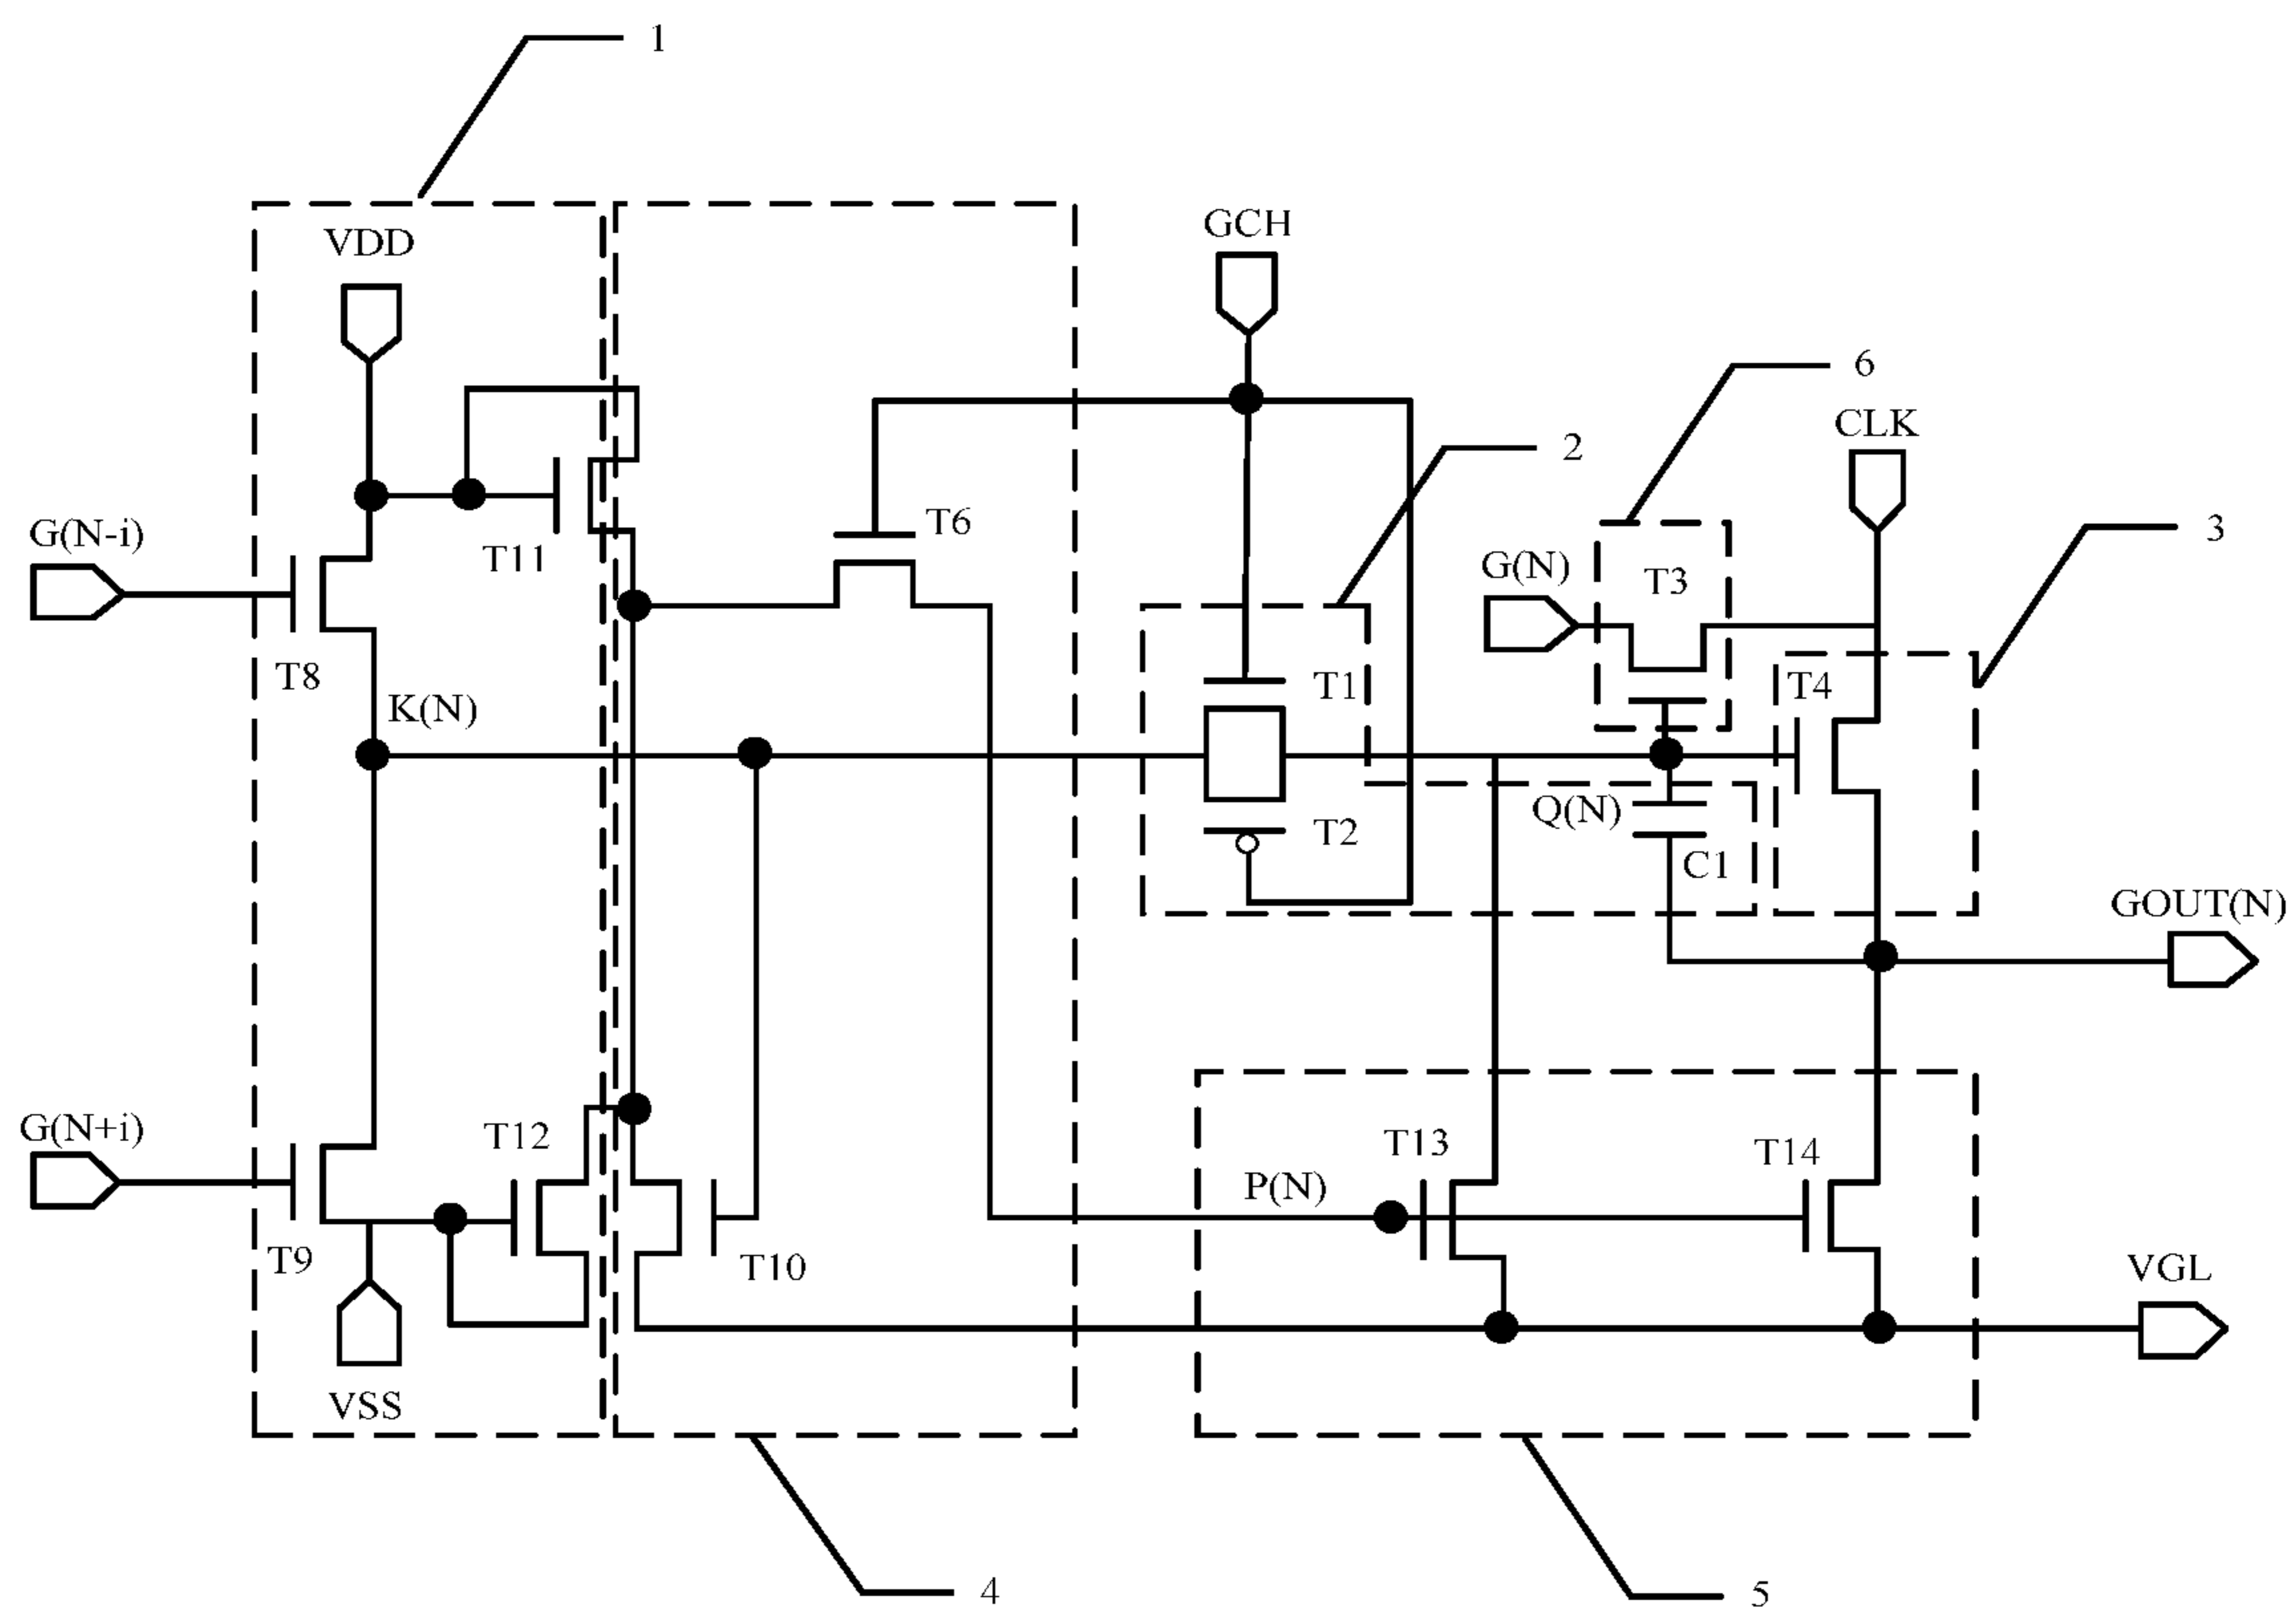 1
VDD
GCH
6
CLK
2
G(N-i)
T6
3
T11
G(N)
T3
T8
T1
T4
K(N)
Q(N)
T2
C1
GOUT(N)
G(N+i)
T12
T13
T14
P(N)
T9
T10
VGL
VSS
4
5